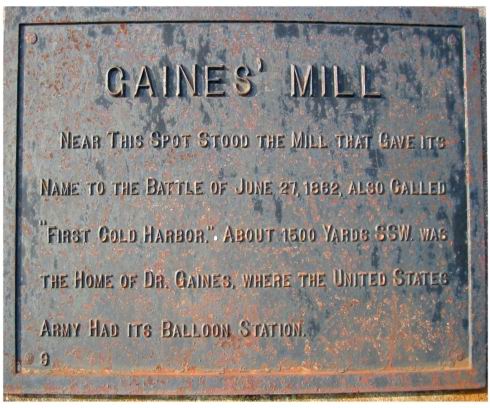 GAINES' MILL
NEAR THIS SPOT STOOD THE MILL THAT GAVE ITS
NAME TO THE BATTLE OF JUNE 27, 1862, ALSO CALLED
"FIRST COLD HARBOR." ABOUT 1500 YARDS SSW. WAS
THE HOME OF DR. GAINES, WHERE THE UNITED STATES
ARMY HAD ITS BALLOON STATION.
9